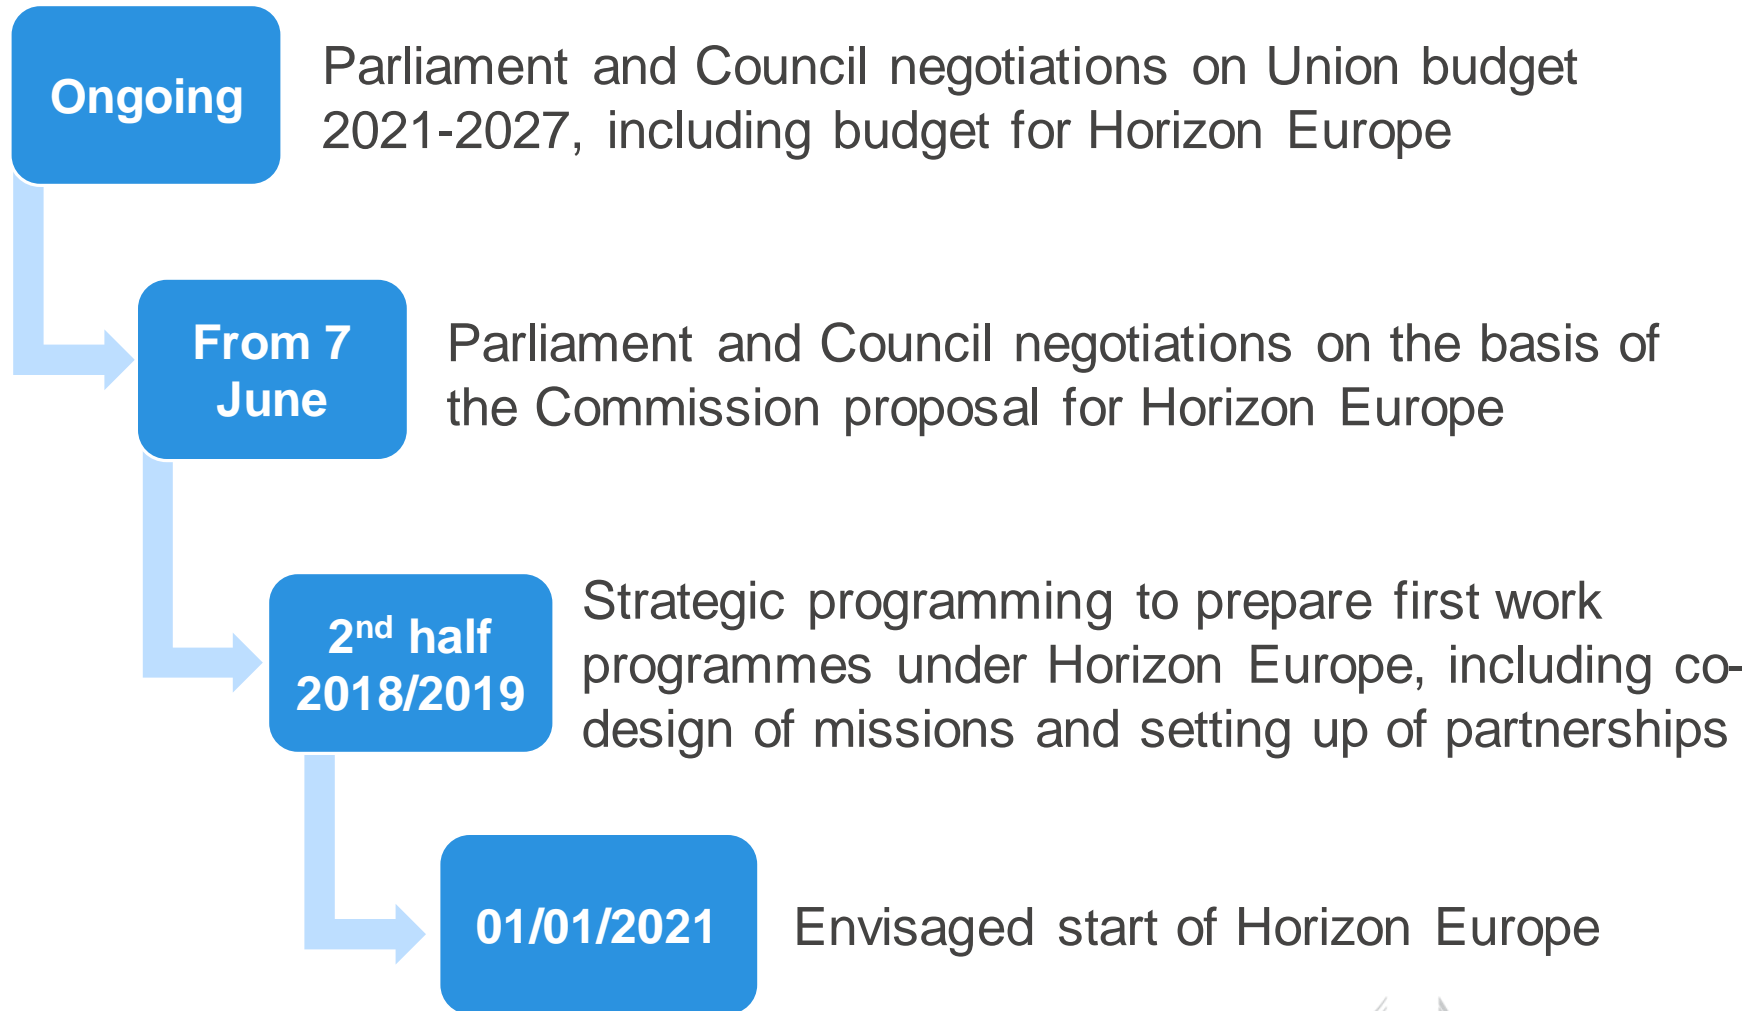 Ongoing
Parliament and Council negotiations on Union budget
2021-2027, including budget for Horizon Europe
From 7
June
Parliament and Council negotiations on the basis of
the Commission proposal for Horizon Europe
2nd half
2018/2019
Strategic programming to prepare first work
programmes under Horizon Europe, including co-
design of missions and setting up of partnerships
01/01/2021
Envisaged start of Horizon Europe